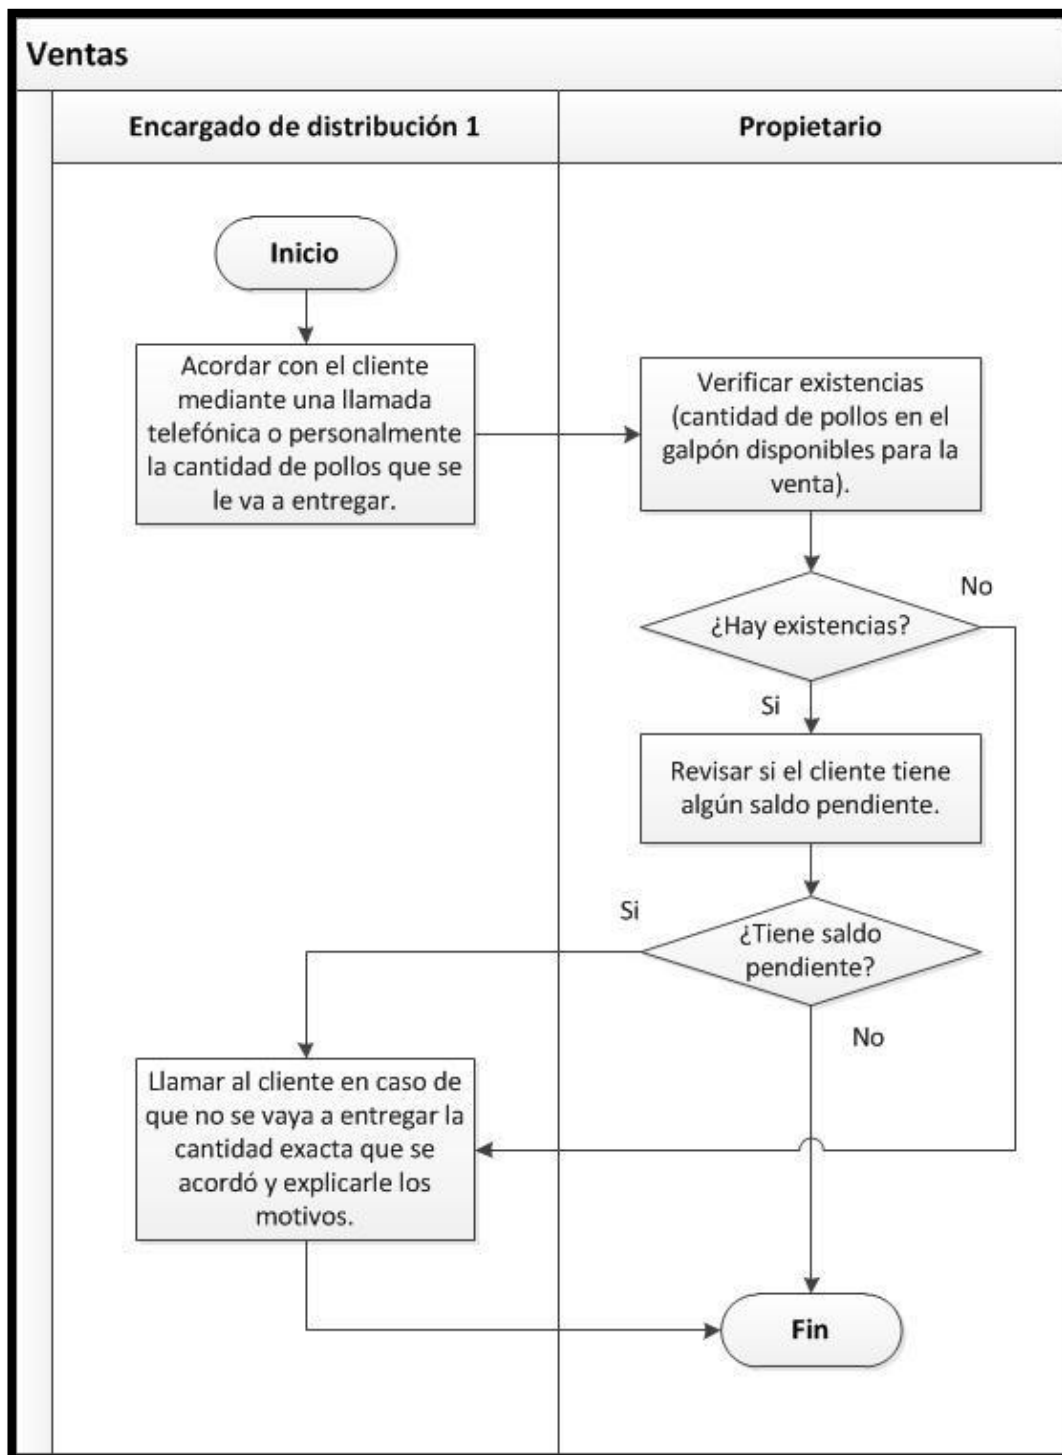 Ventas
Encargado de distribución 1
Propietario
Inicio
Acordar con el cliente
mediante una llamada
telefónica o personalmente
la cantidad de pollos que se
le va a entregar.
Verificar existencias
(cantidad de pollos en el
galpón disponibles para la
venta).
No
¿Hay existencias?
Si
Revisar si el cliente tiene
algún saldo pendiente.
Si
¿Tiene saldo
pendiente?
No
Llamar al cliente en caso de
que no se vaya a entregar la
cantidad exacta que se
acordó y explicarle los
motivos.
Fin